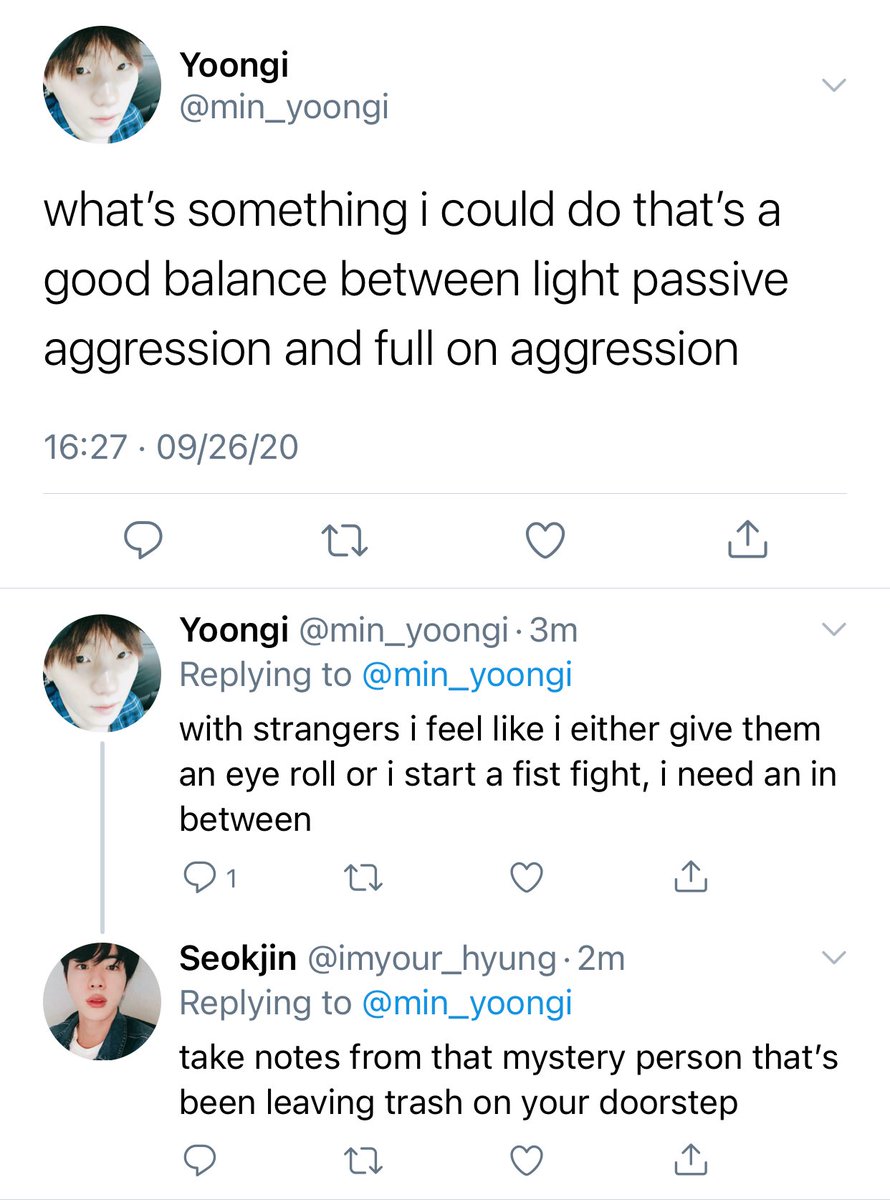 Yoongi
@min_yoongi
what's something i could do that's a
good balance between light passive
aggression and full on aggression
16:27 · 09/26/20
Yoongi @min_yoongi · 3m
Replying to @min_yoongi
with strangers i feel like i either give them
an eye roll or i start a fist fight, i need an in
between
1
Seokjin @imyour_hyung · 2m
Replying to @min_yoongi
take notes from that mystery person that's
been leaving trash on your doorstep